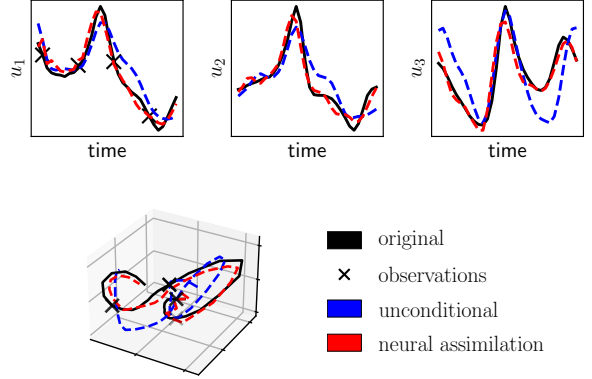 u1
time
u2
time
u3
time
original
observations
unconditional
neural assimilation